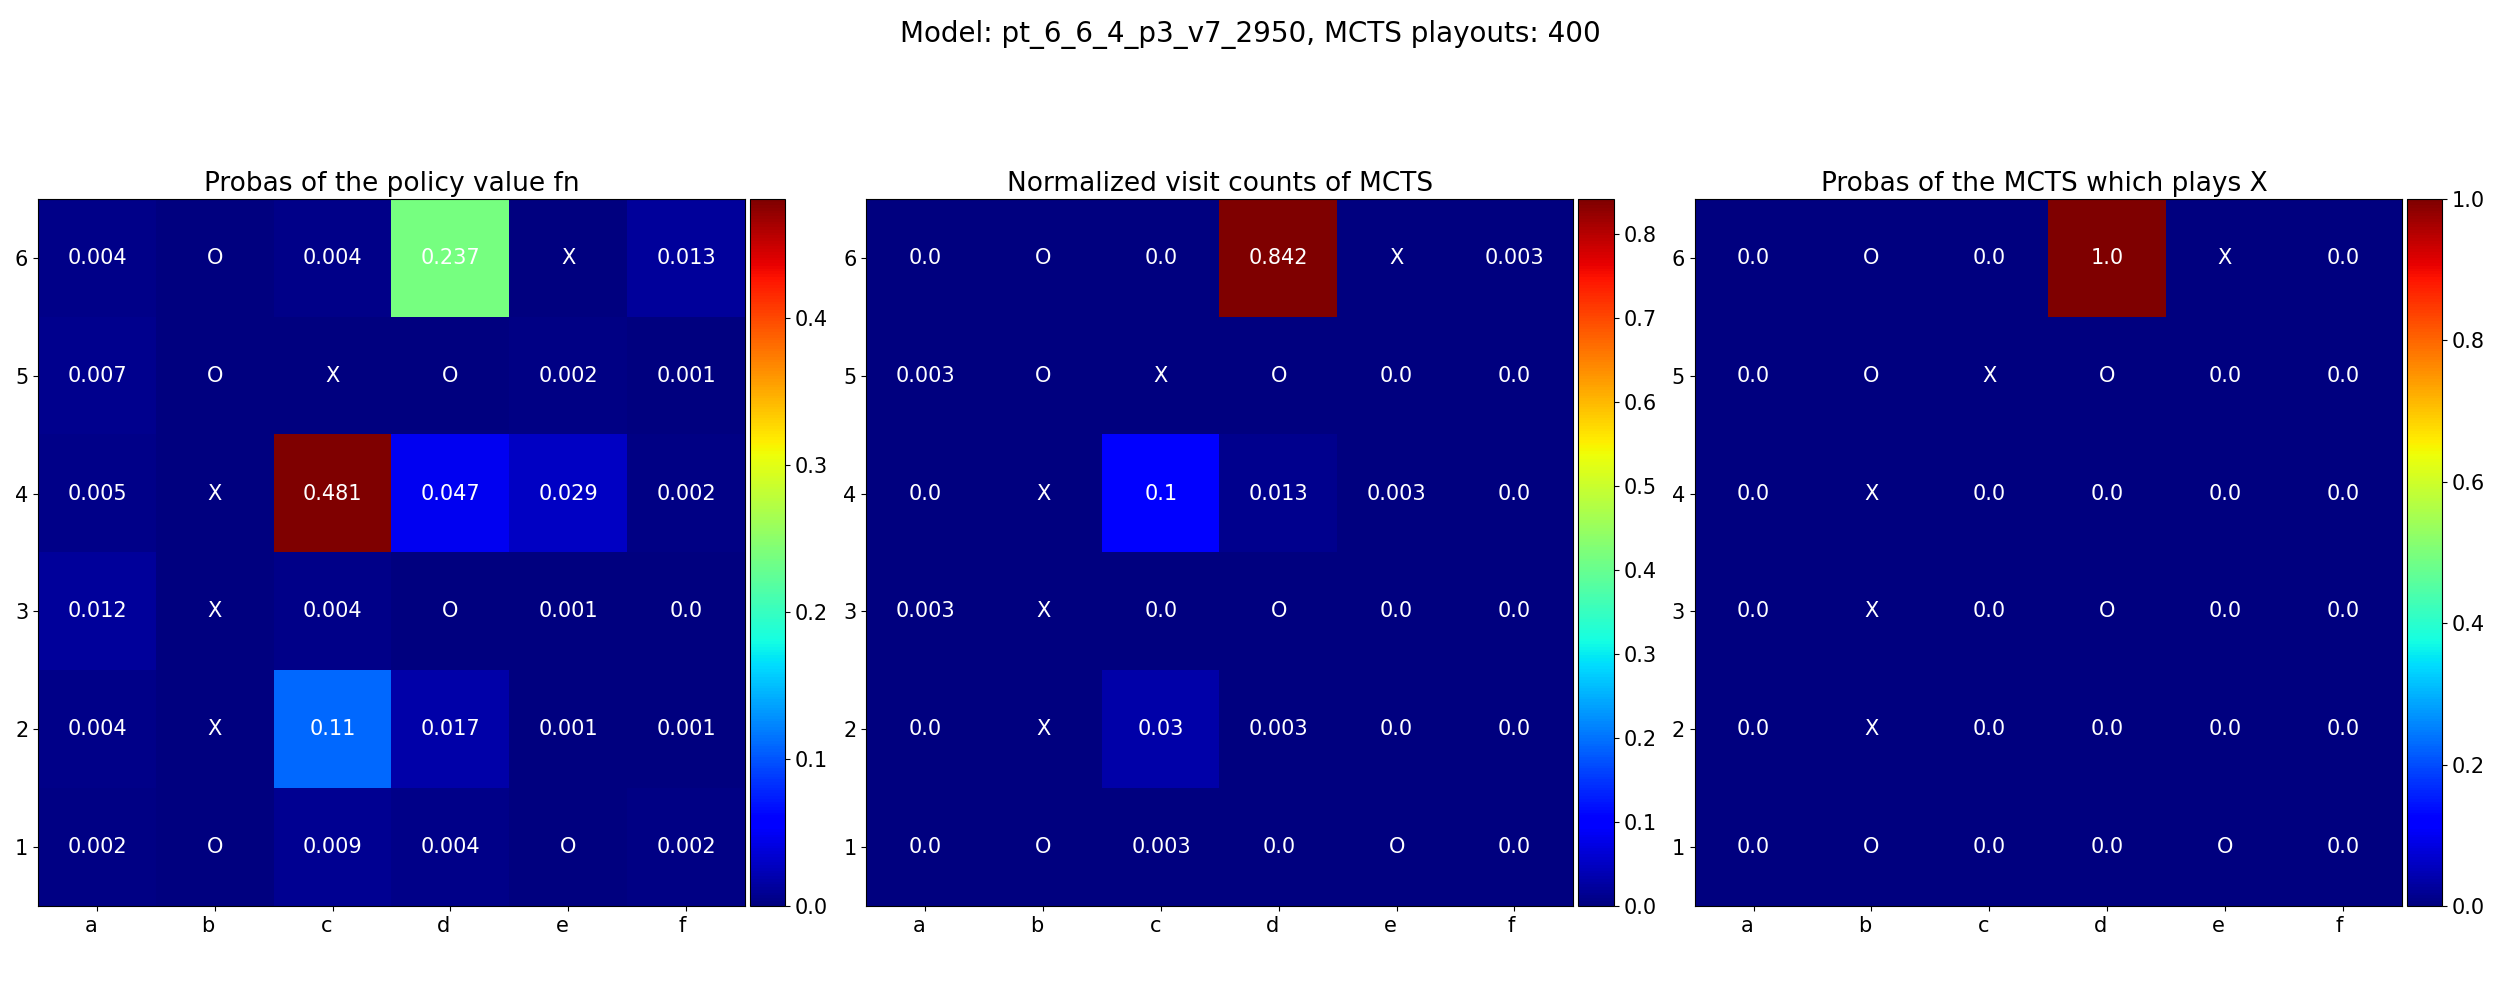 Model: pt_6_6_4_p3_v7_2950, MCTS playouts: 400
Probas of the policy value fn
6 0.004 O 0.004 0.237 X 0.013
5 0.007 O X O 0.002 0.001
4 0.005 X 0.481 0.047 0.029 0.002
3 0.012 X 0.004 O 0.001 0.0
2 0.004 X 0.11 0.017 0.001 0.001
1 0.002 O 0.009 0.004 O 0.002
a b c d e f
0.4
0.3
0.2
0.1
0.0
Normalized visit counts of MCTS
6 0.0 O 0.0 0.842 X 0.003
5 0.003 O X O 0.0 0.0
4 0.0 X 0.1 0.013 0.003 0.0
3 0.003 X 0.0 O 0.0 0.0
2 0.0 X 0.03 0.003 0.0 0.0
1 0.0 O 0.003 0.0 O 0.0
a b c d e f
0.8
0.7
0.6
0.5
0.4
0.3
0.2
0.1
0.0
Probas of the MCTS which plays X
6 0.0 O 0.0 1.0 X 0.0
5 0.0 O X O 0.0 0.0
4 0.0 X 0.0 0.0 0.0 0.0
3 0.0 X 0.0 O 0.0 0.0
2 0.0 X 0.0 0.0 0.0 0.0
1 0.0 O 0.0 0.0 O 0.0
a b c d e f
1.0
0.8
0.6
0.4
0.2
0.0